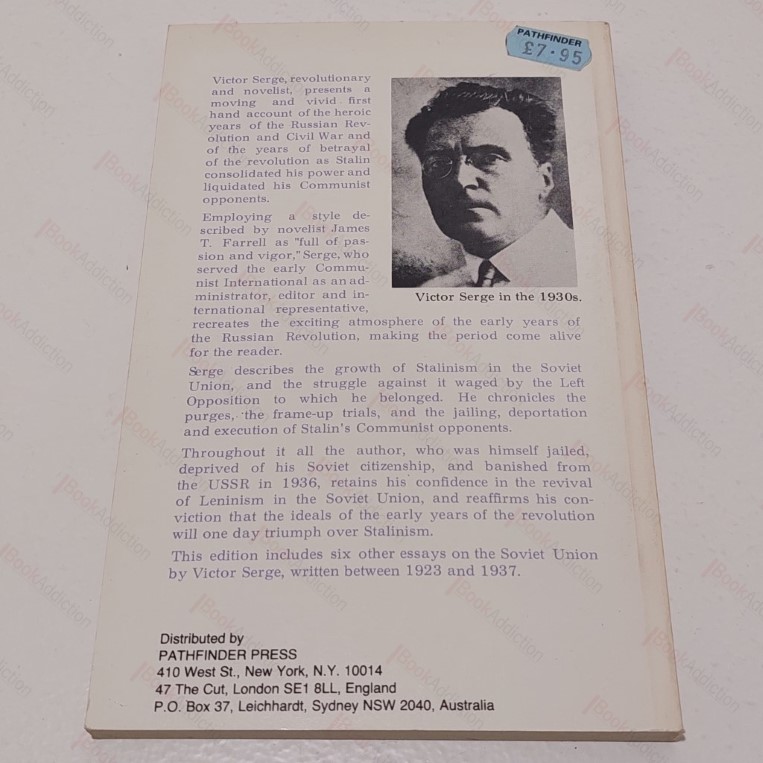 PATHFINDER
£7.95
Victor Serge, revolutionary
and novelist, presents a
moving and vivid first
hand account of the heroic
years of the Russian Rev-
olution and Civil War and
of the years of betrayal
of the revolution as Stalin
consolidated his power and
liquidated his Communist
opponents.
Employing a style de-
scribed by novelist James
T. Farrell as "full of pas-
sion and vigor," Serge, who
served the early Commu-
nist International as an ad-
ministrator, editor and in-
ternational representative,
recreates the exciting atmosphere of the early years of
the Russian Revolution, making the period come alive
for the reader.
Victor Serge in the 1930s.
Serge describes the growth of Stalinism in the Soviet
Union, and the struggle against it waged by the Left
Opposition to which he belonged. He chronicles the
purges, the frame-up trials, and the jailing, deportation
and execution of Stalin's Communist opponents.
Throughout it all the author, who was himself jailed,
deprived of his Soviet citizenship, and banished from
the USSR in 1936, retains his confidence in the revival
of Leninism in the Soviet Union, and reaffirms his con-
viction that the ideals of the early years of the revolution
will one day triumph over Stalinism.
This edition includes six other essays on the Soviet Union
by Victor Serge, written between 1923 and 1937.
Distributed by
PATHFINDER PRESS
410 West St., New York, N.Y. 10014
47 The Cut, London SE1 8LL, England
P.O. Box 37, Leichhardt, Sydney NSW 2040, Australia
BookAddiction